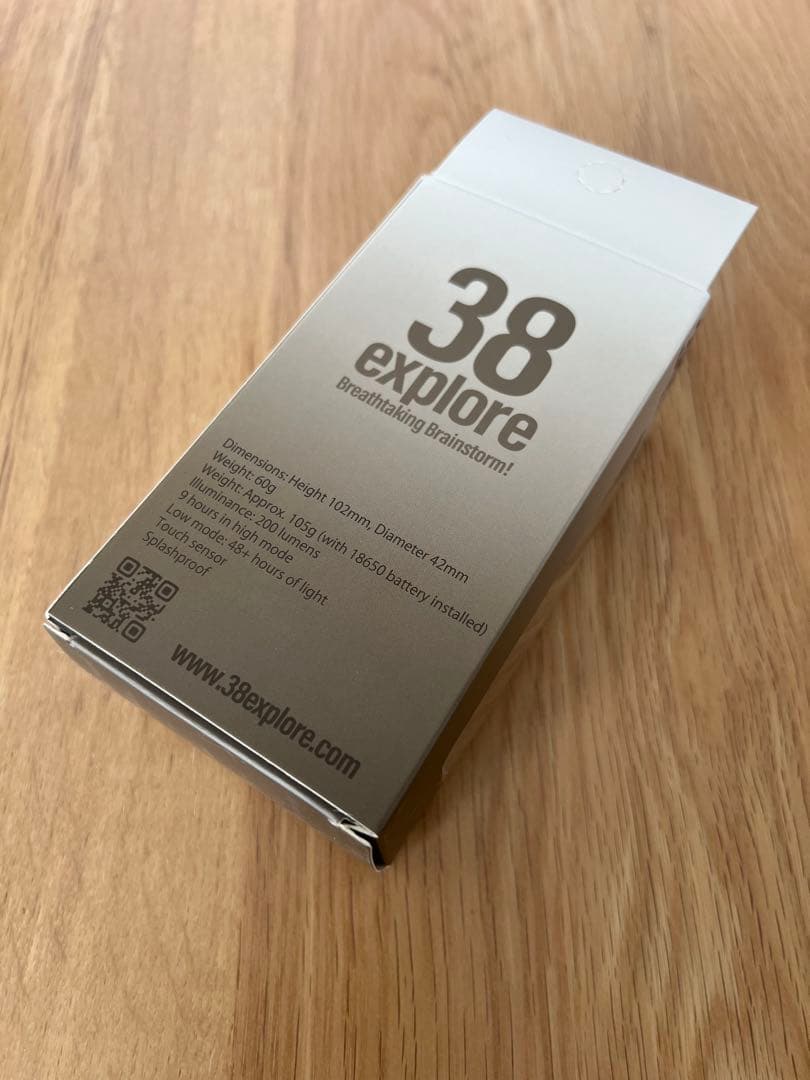 38
explore
Breathtaking Brainstorm!
Dimensions: Height 102mm, Diameter 42mm
Weight: 60g
Weight: Approx. 105g (with 18650 battery installed)
Illuminance: 200 lumens
9 hours in high mode
Low mode: 48+ hours of light
Touch sensor
Splashproof
www.38explore.com